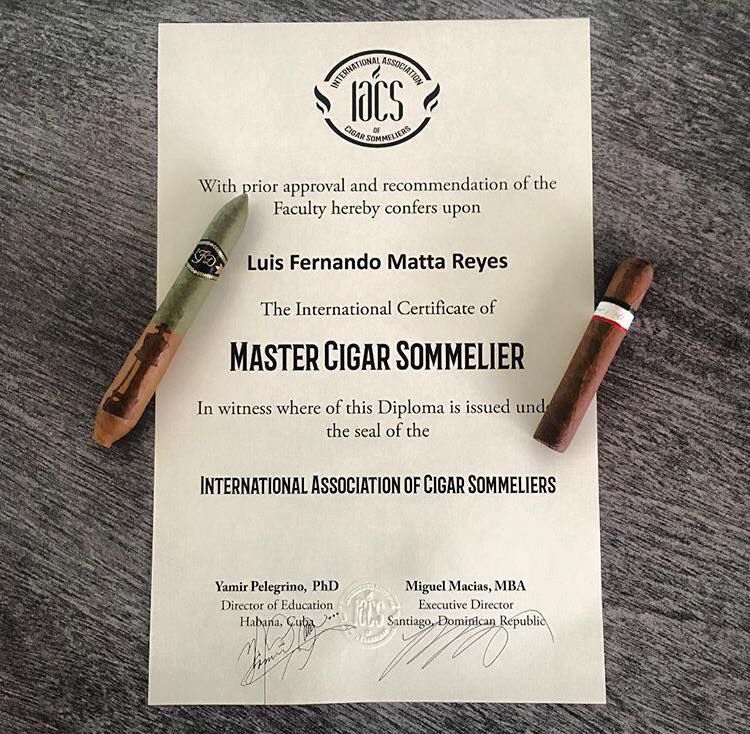 INTERNATIONAL ASSOCIATION
iacs
OF
CIGAR SOMMELIERS
With prior approval and recommendation of the
Faculty hereby confers upon
Luis Fernando Matta Reyes
The International Certificate of
MASTER CIGAR SOMMELIER
In witness where of this Diploma is issued und
the seal of the
INTERNATIONAL ASSOCIATION OF CIGAR SOMMELIERS
Yamir Pelegrino, PhD
Director of Education
Habana, Cuba
iacs
Miguel Macias, MBA
Executive Director
Santiago, Dominican Republic